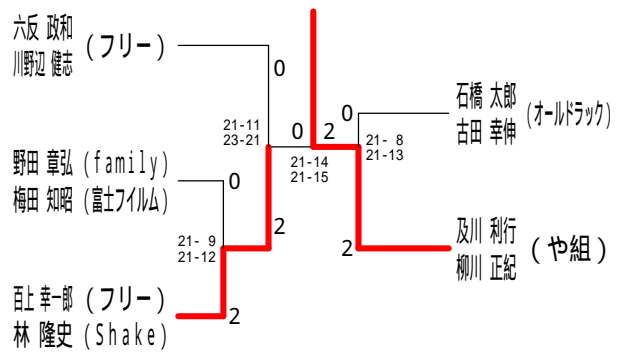 六反 政和
川野辺 健志
(フリー)
0
21-11
23-21
0
2
0
石橋 太郎
古田 幸伸
(オールドラック)
21- 8
21-13
21-14
21-15
野田 章弘 (family)
梅田 知昭 (富士フイルム)
0
2
2
21- 9
21-12
及川 利行
柳川 正紀
(や組)
百上 幸一郎 (フリー)
林 隆史 (Shake)
2